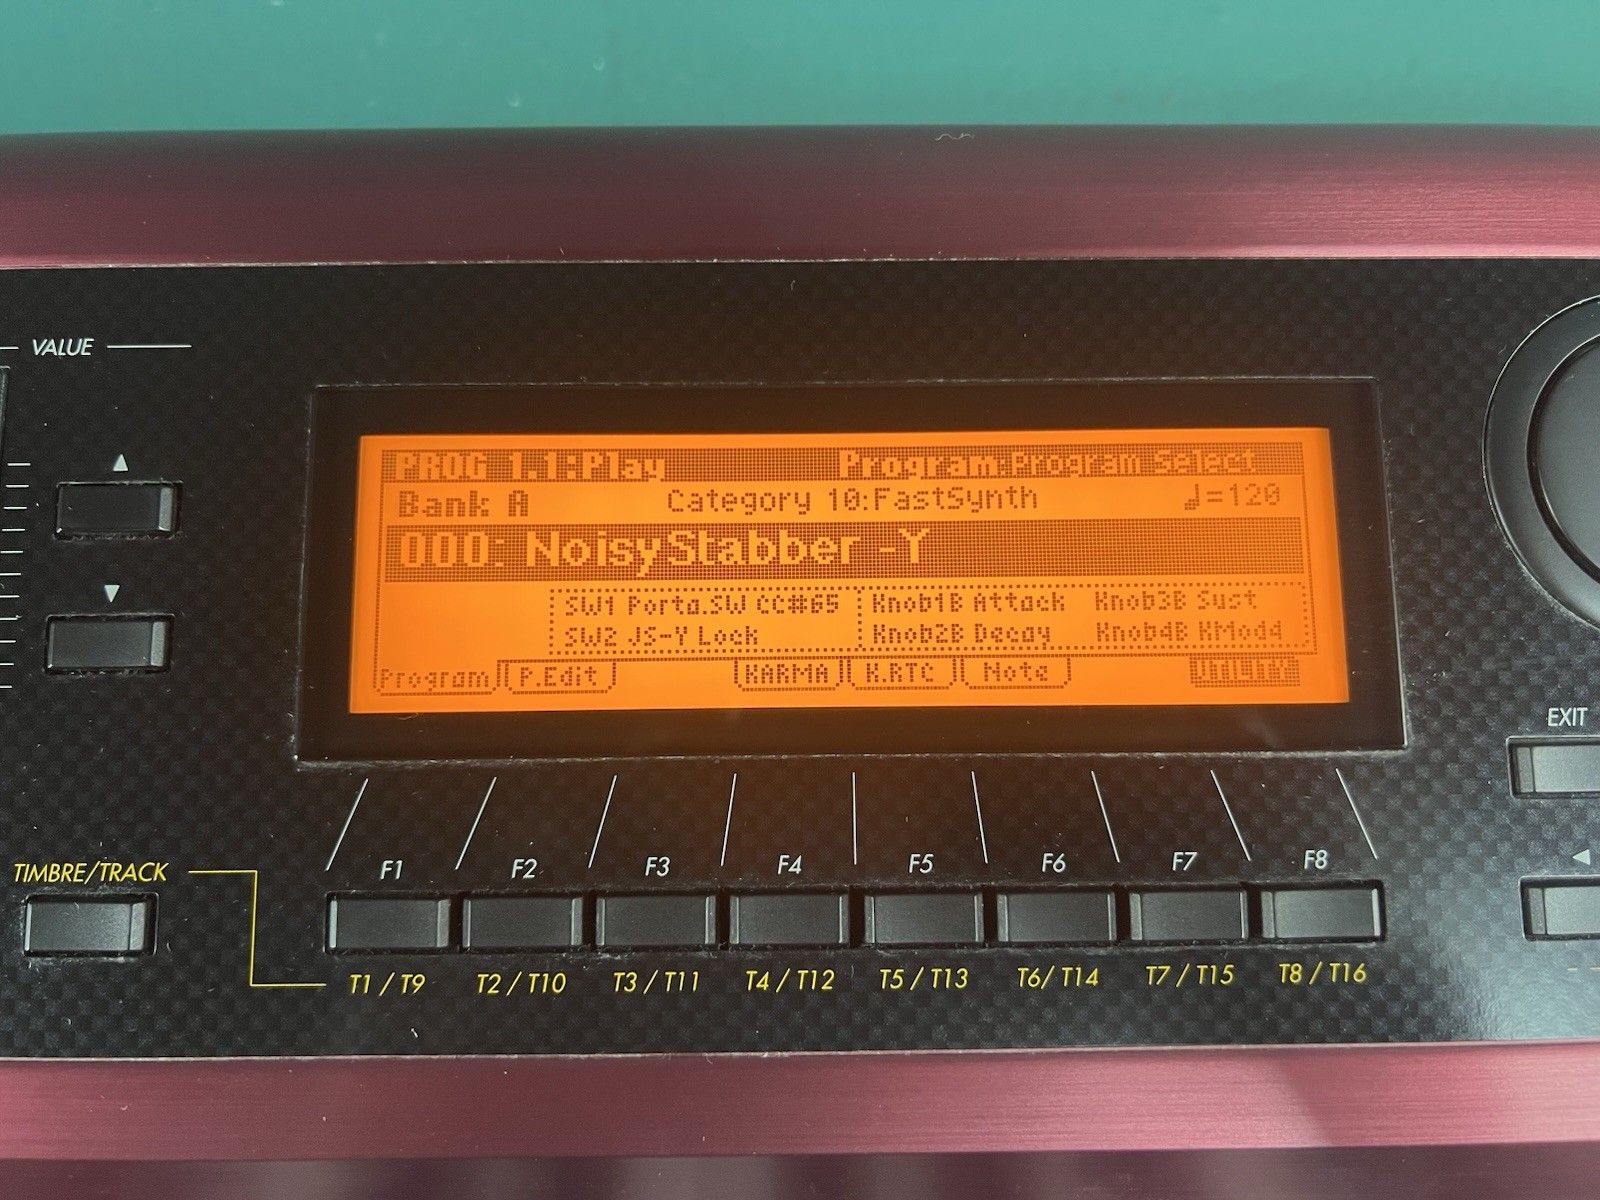 VALUE
PROG 1.1:Play Program:Program Select
Bank A Category 10:FastSynth ♩=120
000: NoisyStabber -Y
SW1 Porta.SW CC#65 Knob1B Attack Knob3B Sust
SW2 JS-Y Lock Knob2B Decay Knob4B KMod4
Program P.Edit KARMA K.RTC Note UTILITY
EXIT
TIMBRE/TRACK
F1 F2 F3 F4 F5 F6 F7 F8
T1 / T9 T2 / T10 T3 / T11 T4 / T12 T5 / T13 T6/ T14 T7 / T15 T8 / T16